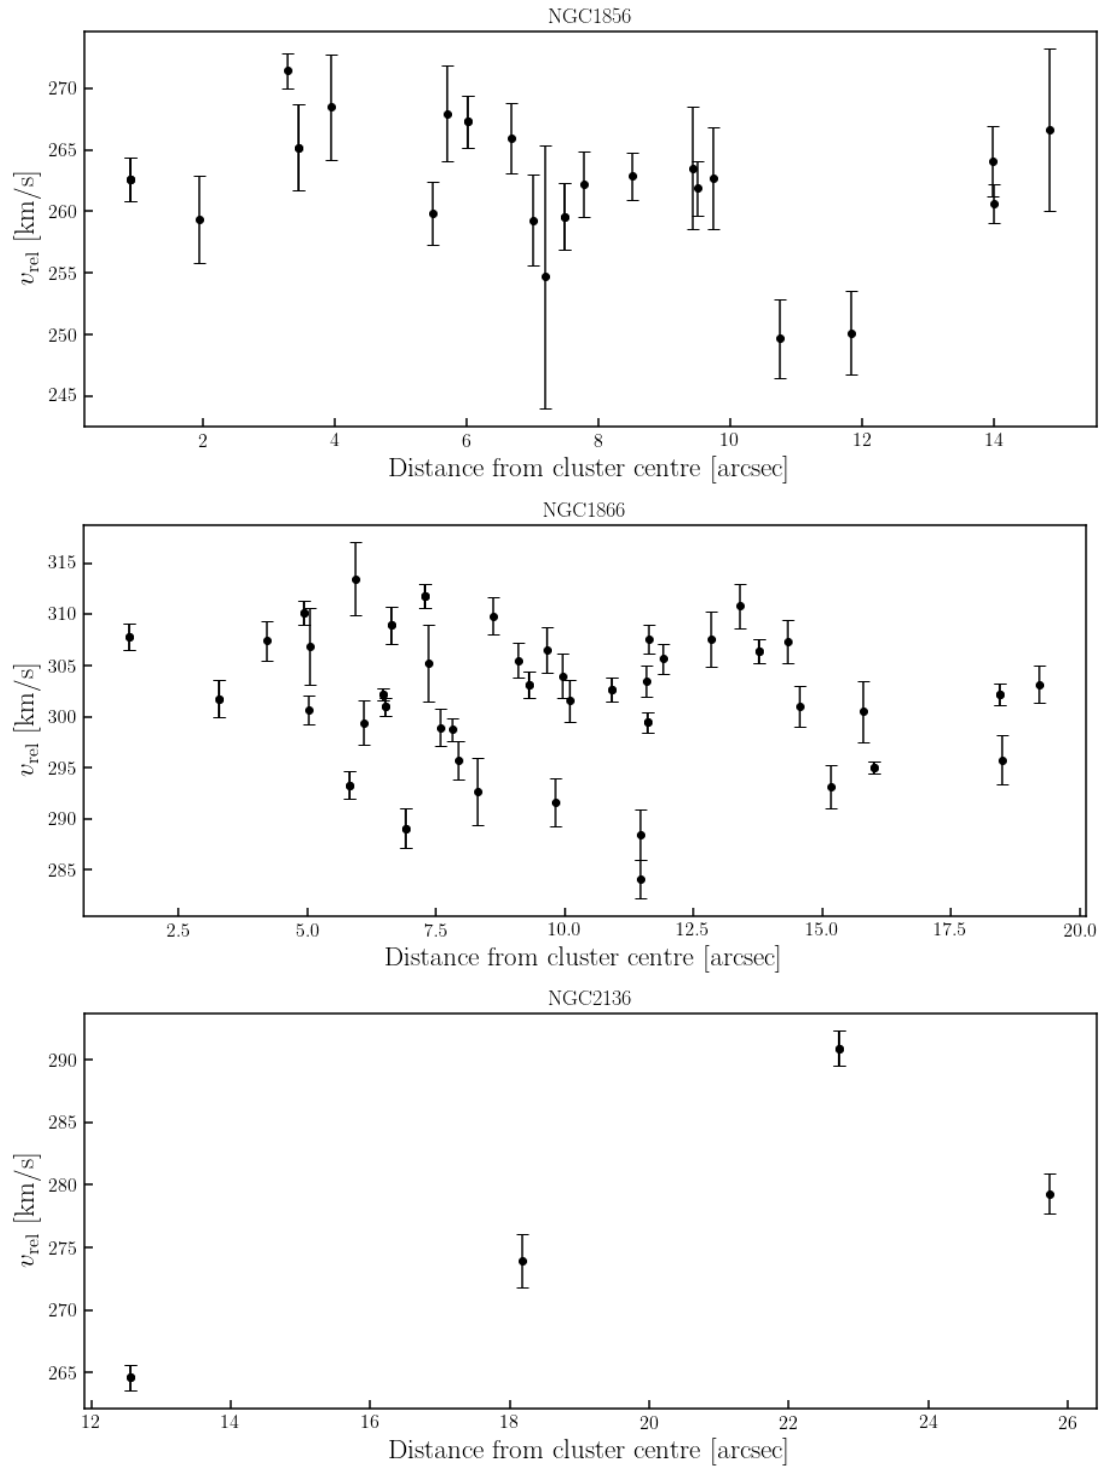 NGC1856
270
265
260
255
250
245
v_rel [km/s]
2 4 6 8 10 12 14
Distance from cluster centre [arcsec]
NGC1866
315
310
305
300
295
290
285
v_rel [km/s]
2.5 5.0 7.5 10.0 12.5 15.0 17.5 20.0
Distance from cluster centre [arcsec]
NGC2136
290
285
280
275
270
265
v_rel [km/s]
12 14 16 18 20 22 24 26
Distance from cluster centre [arcsec]